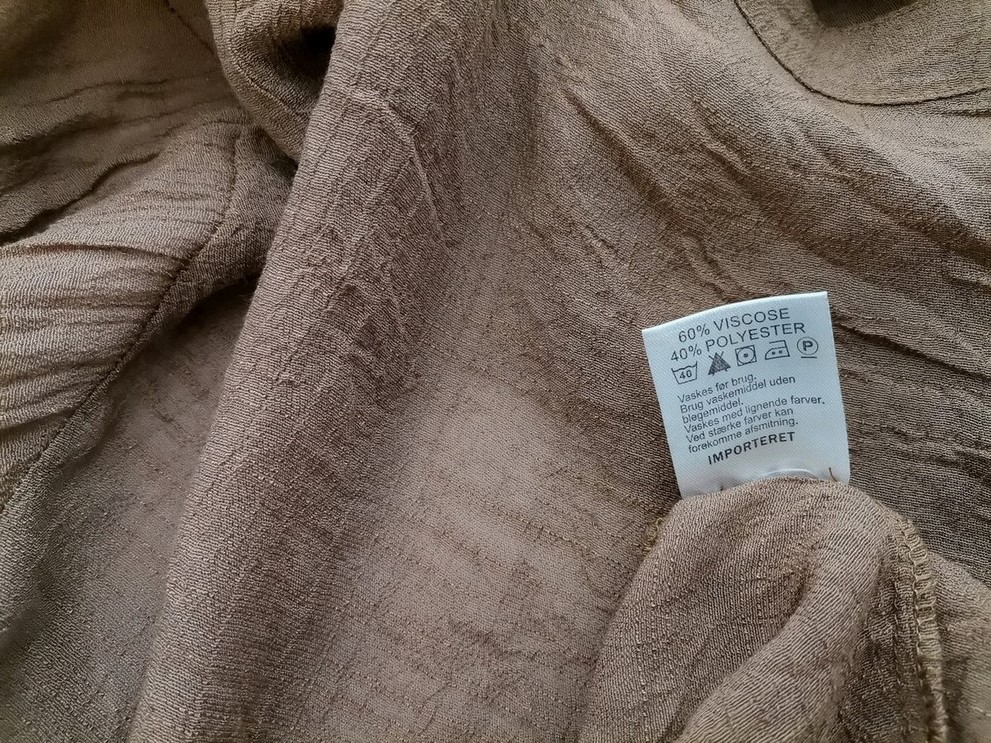 60% VISCOSE
40% POLYESTER
40 P
Vaskes før brug.
Brug vaskemiddel uden
blegemiddel.
Vaskes med lignende farver.
Ved stærke farver kan
forekomme afsmitning.
IMPORTERET